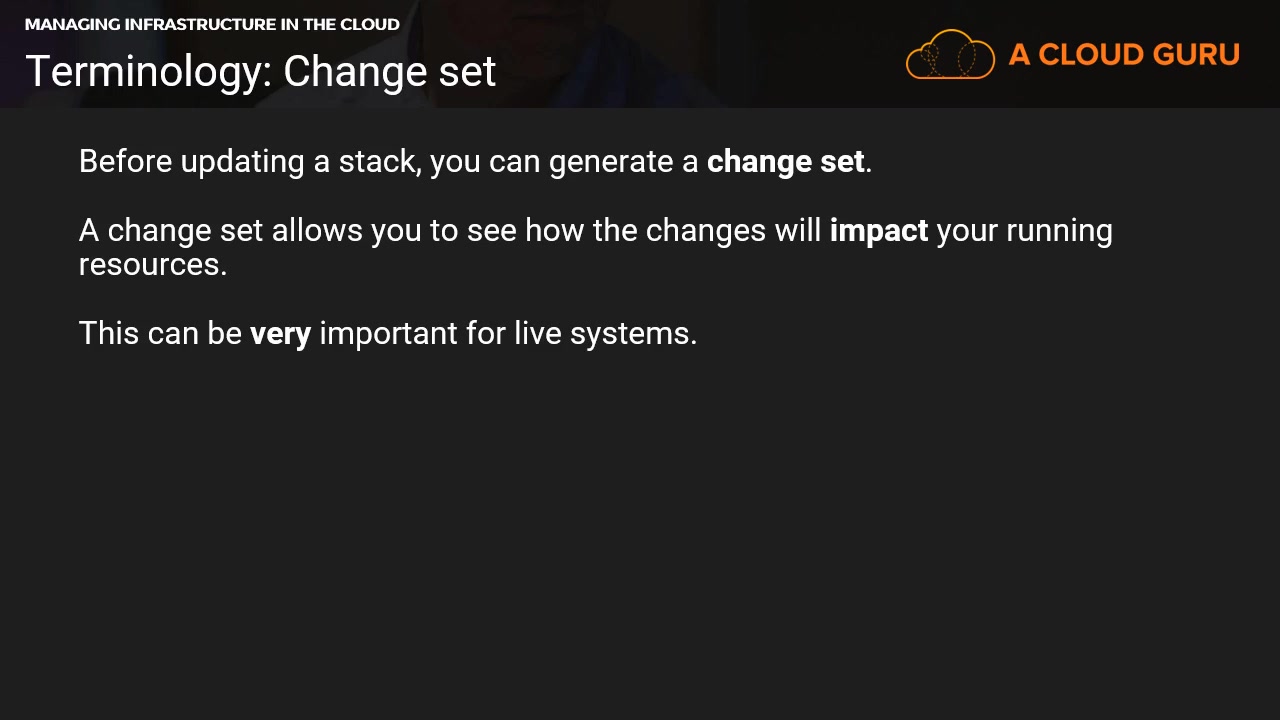 MANAGING INFRASTRUCTURE IN THE CLOUD
Terminology: Change set
A CLOUD GURU
Before updating a stack, you can generate a change set.
A change set allows you to see how the changes will impact your running
resources.
This can be very important for live systems.